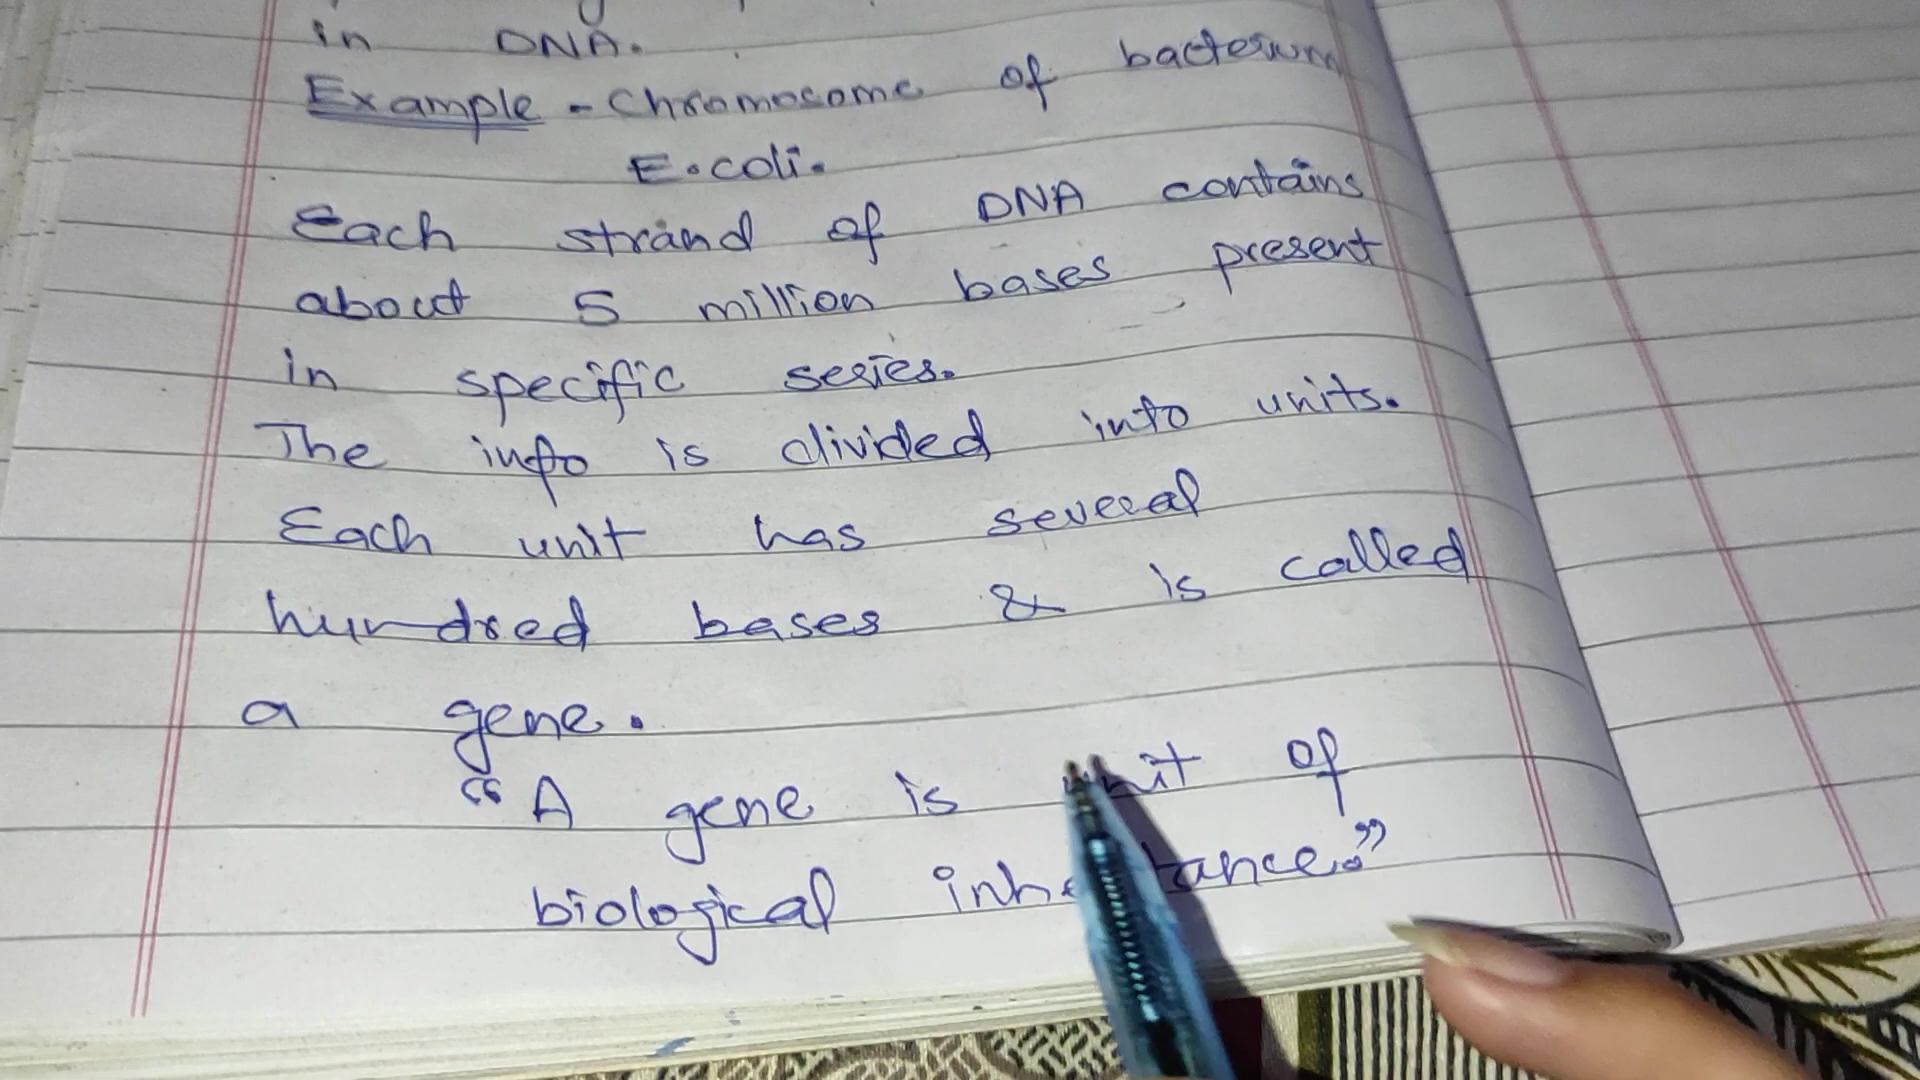 in DNA.
Example - Chromosome of bacterium
E.coli.
Each strand of DNA contains
about 5 million bases present
in specific series.
The info is divided into units.
Each unit has several
hundred bases & is called
a gene.
"A gene is unit of
biological inheritance."